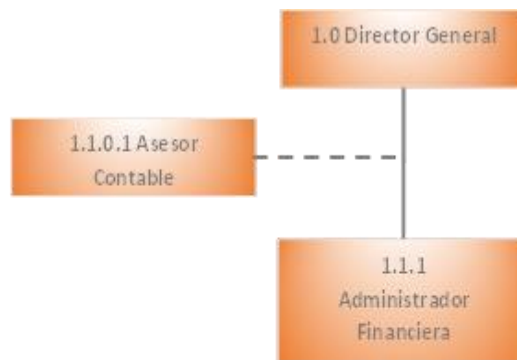 1.0 Director General
1.1.0.1 Asesor
Contable
1.1.1
Administrador
Financiera